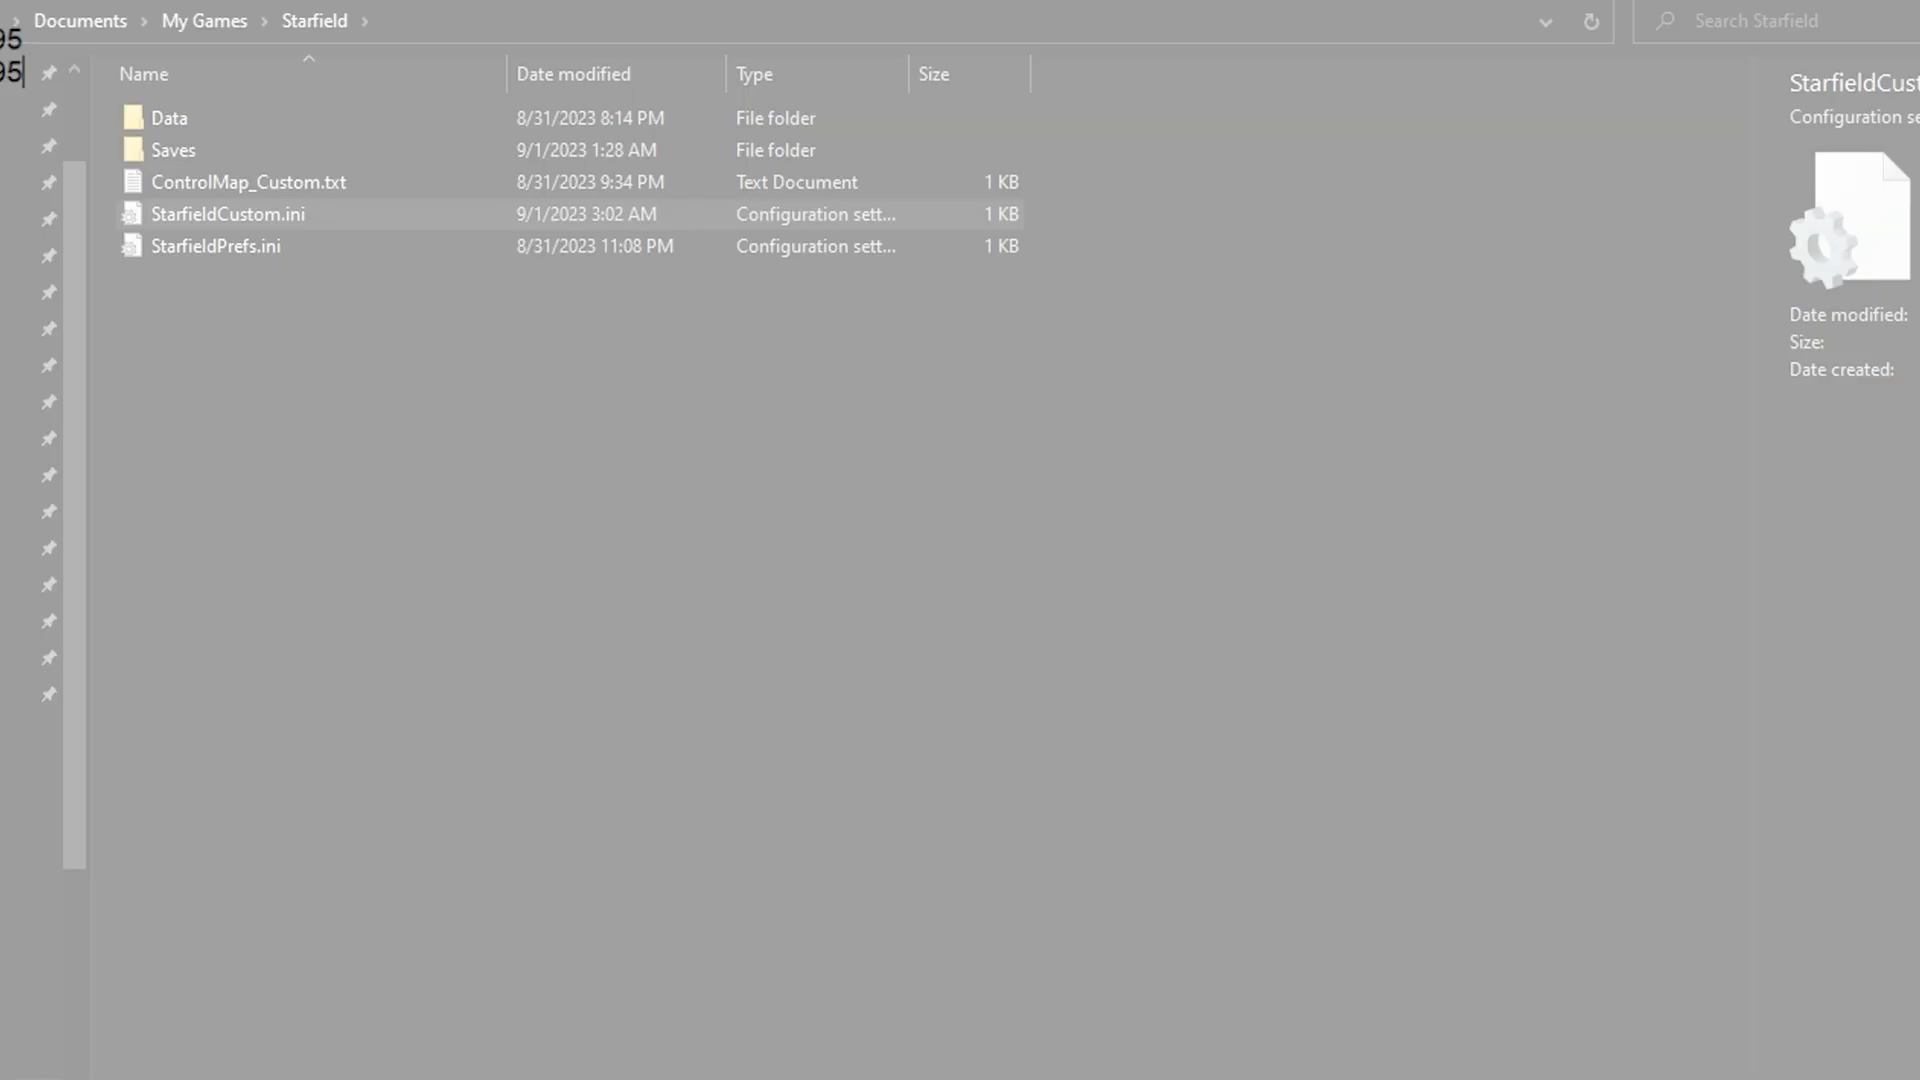 Documents > My Games > Starfield >
Search Starfield
95
95
Name Date modified Type Size
Data 8/31/2023 8:14 PM File folder
Saves 9/1/2023 1:28 AM File folder
ControlMap_Custom.txt 8/31/2023 9:34 PM Text Document 1 KB
StarfieldCustom.ini 9/1/2023 3:02 AM Configuration sett... 1 KB
StarfieldPrefs.ini 8/31/2023 11:08 PM Configuration sett... 1 KB
StarfieldCust
Configuration se
Date modified:
Size:
Date created: